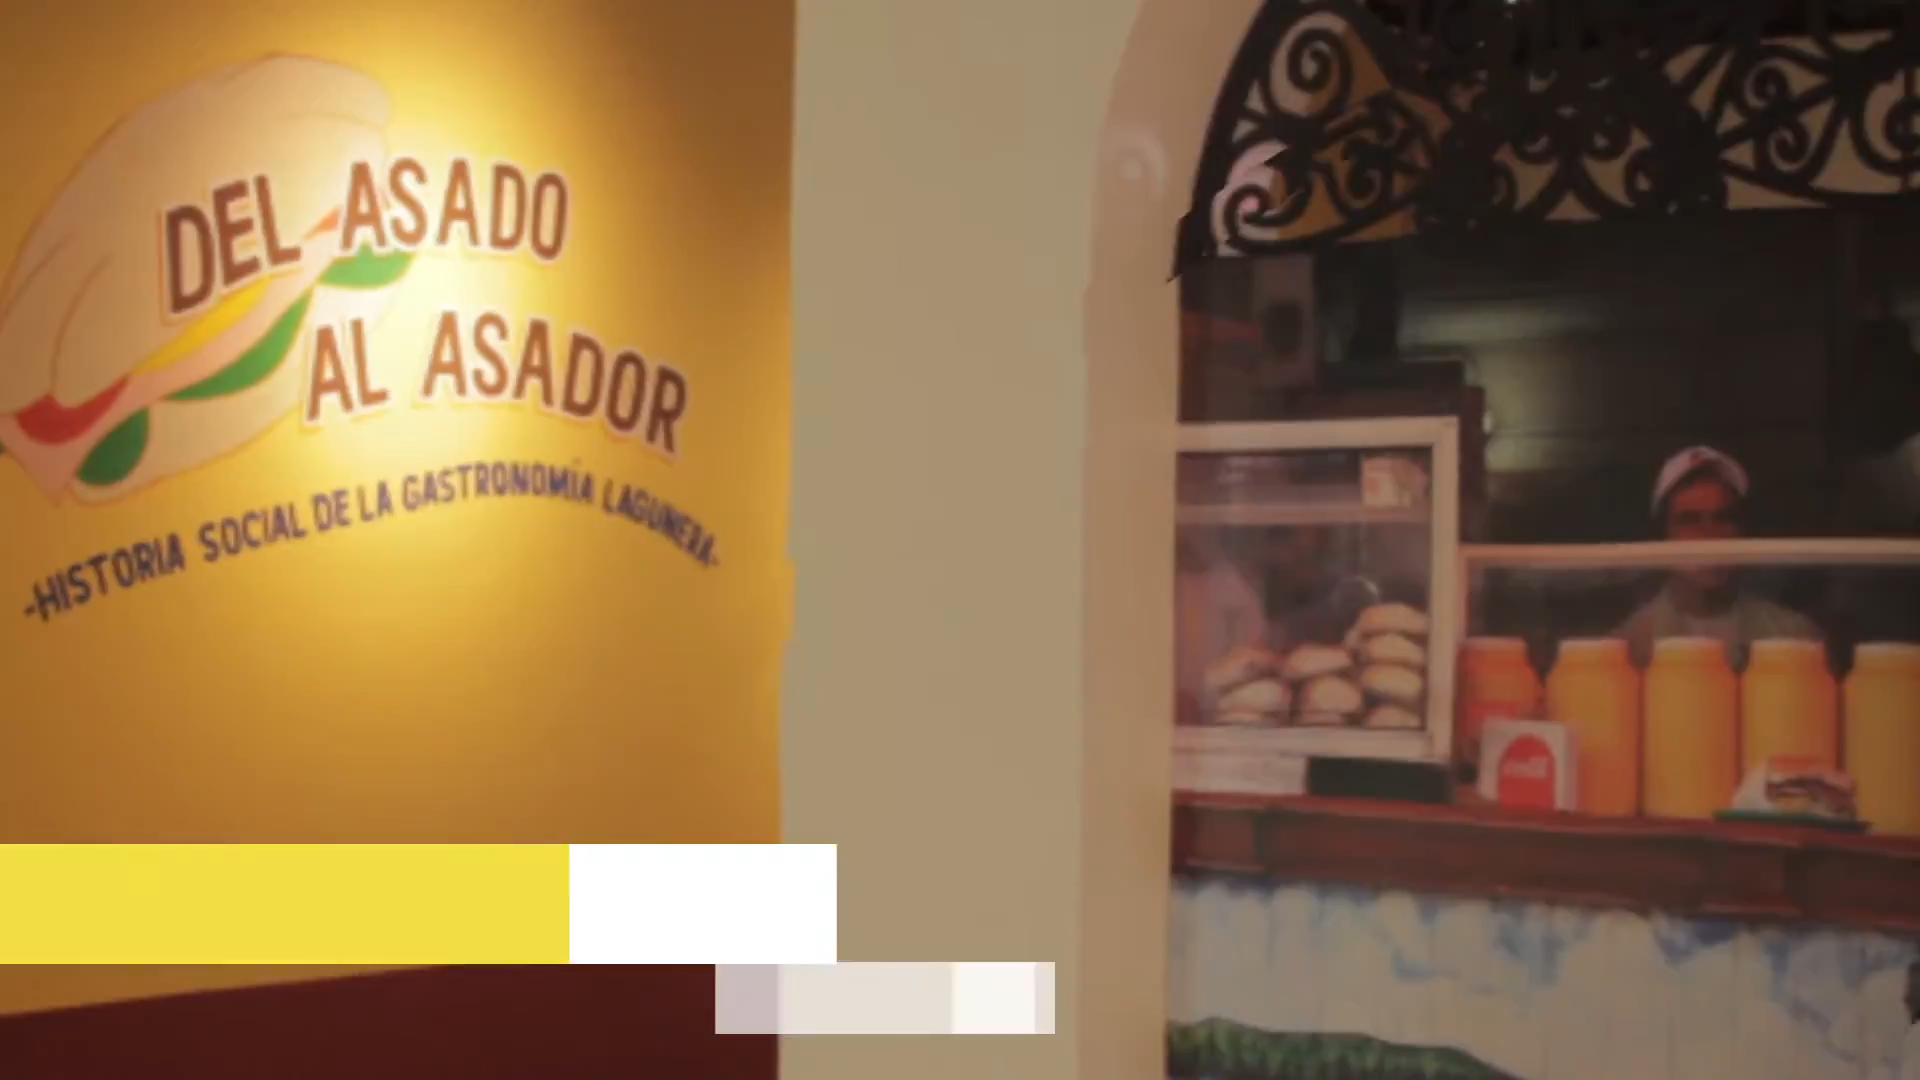 DEL ASADO
AL ASADOR
-HISTORIA SOCIAL DE LA GASTRONOMÍA LAGUNERA-